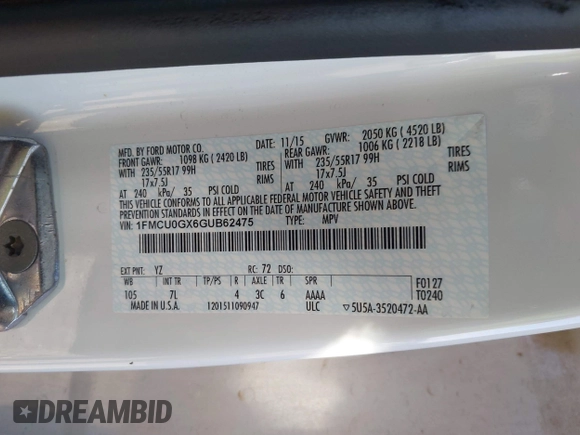 MFD. BY FORD MOTOR CO.
DATE: 11/15 GVWR: 2050 KG ( 4520 LB)
FRONT GAWR: 1098 KG ( 2420 LB) REAR GAWR: 1006 KG ( 2218 LB)
WITH 235/55R17 99H TIRES WITH 235/55R17 99H TIRES
17x7.5J RIMS 17x7.5J RIMS
AT 240 kPa/ 35 PSI COLD AT 240 kPa/ 35 PSI COLD
THIS VEHICLE CONFORMS TO ALL APPLICABLE FEDERAL MOTOR VEHICLE SAFETY AND THEFT
PREVENTION STANDARDS IN EFFECT ON THE DATE OF MANUFACTURE SHOWN ABOVE.
VIN: 1FMCU0GX6GUB62475 TYPE: MPV
EXT PNT: YZ RC: 72 DSO: F0127
WB INT TR TP/PS R AXLE TR SPR T0240
105 7L 4 3C 6 AAAA
MADE IN U.S.A. 1201511090947 ULC 5U5A-3520472-AA
DREAMBID